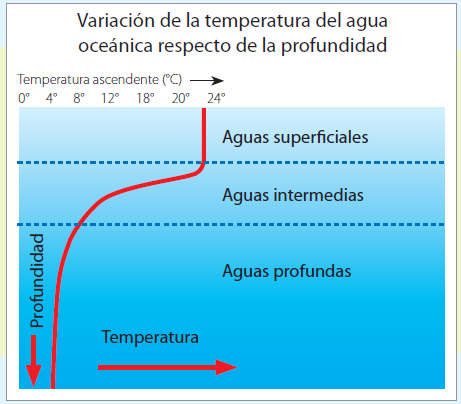 Variación de la temperatura del agua
oceánica respecto de la profundidad
Temperatura ascendente (°C)
0° 4° 8° 12° 18° 20° 24°
Aguas superficiales
Aguas intermedias
Aguas profundas
Profundidad
Temperatura